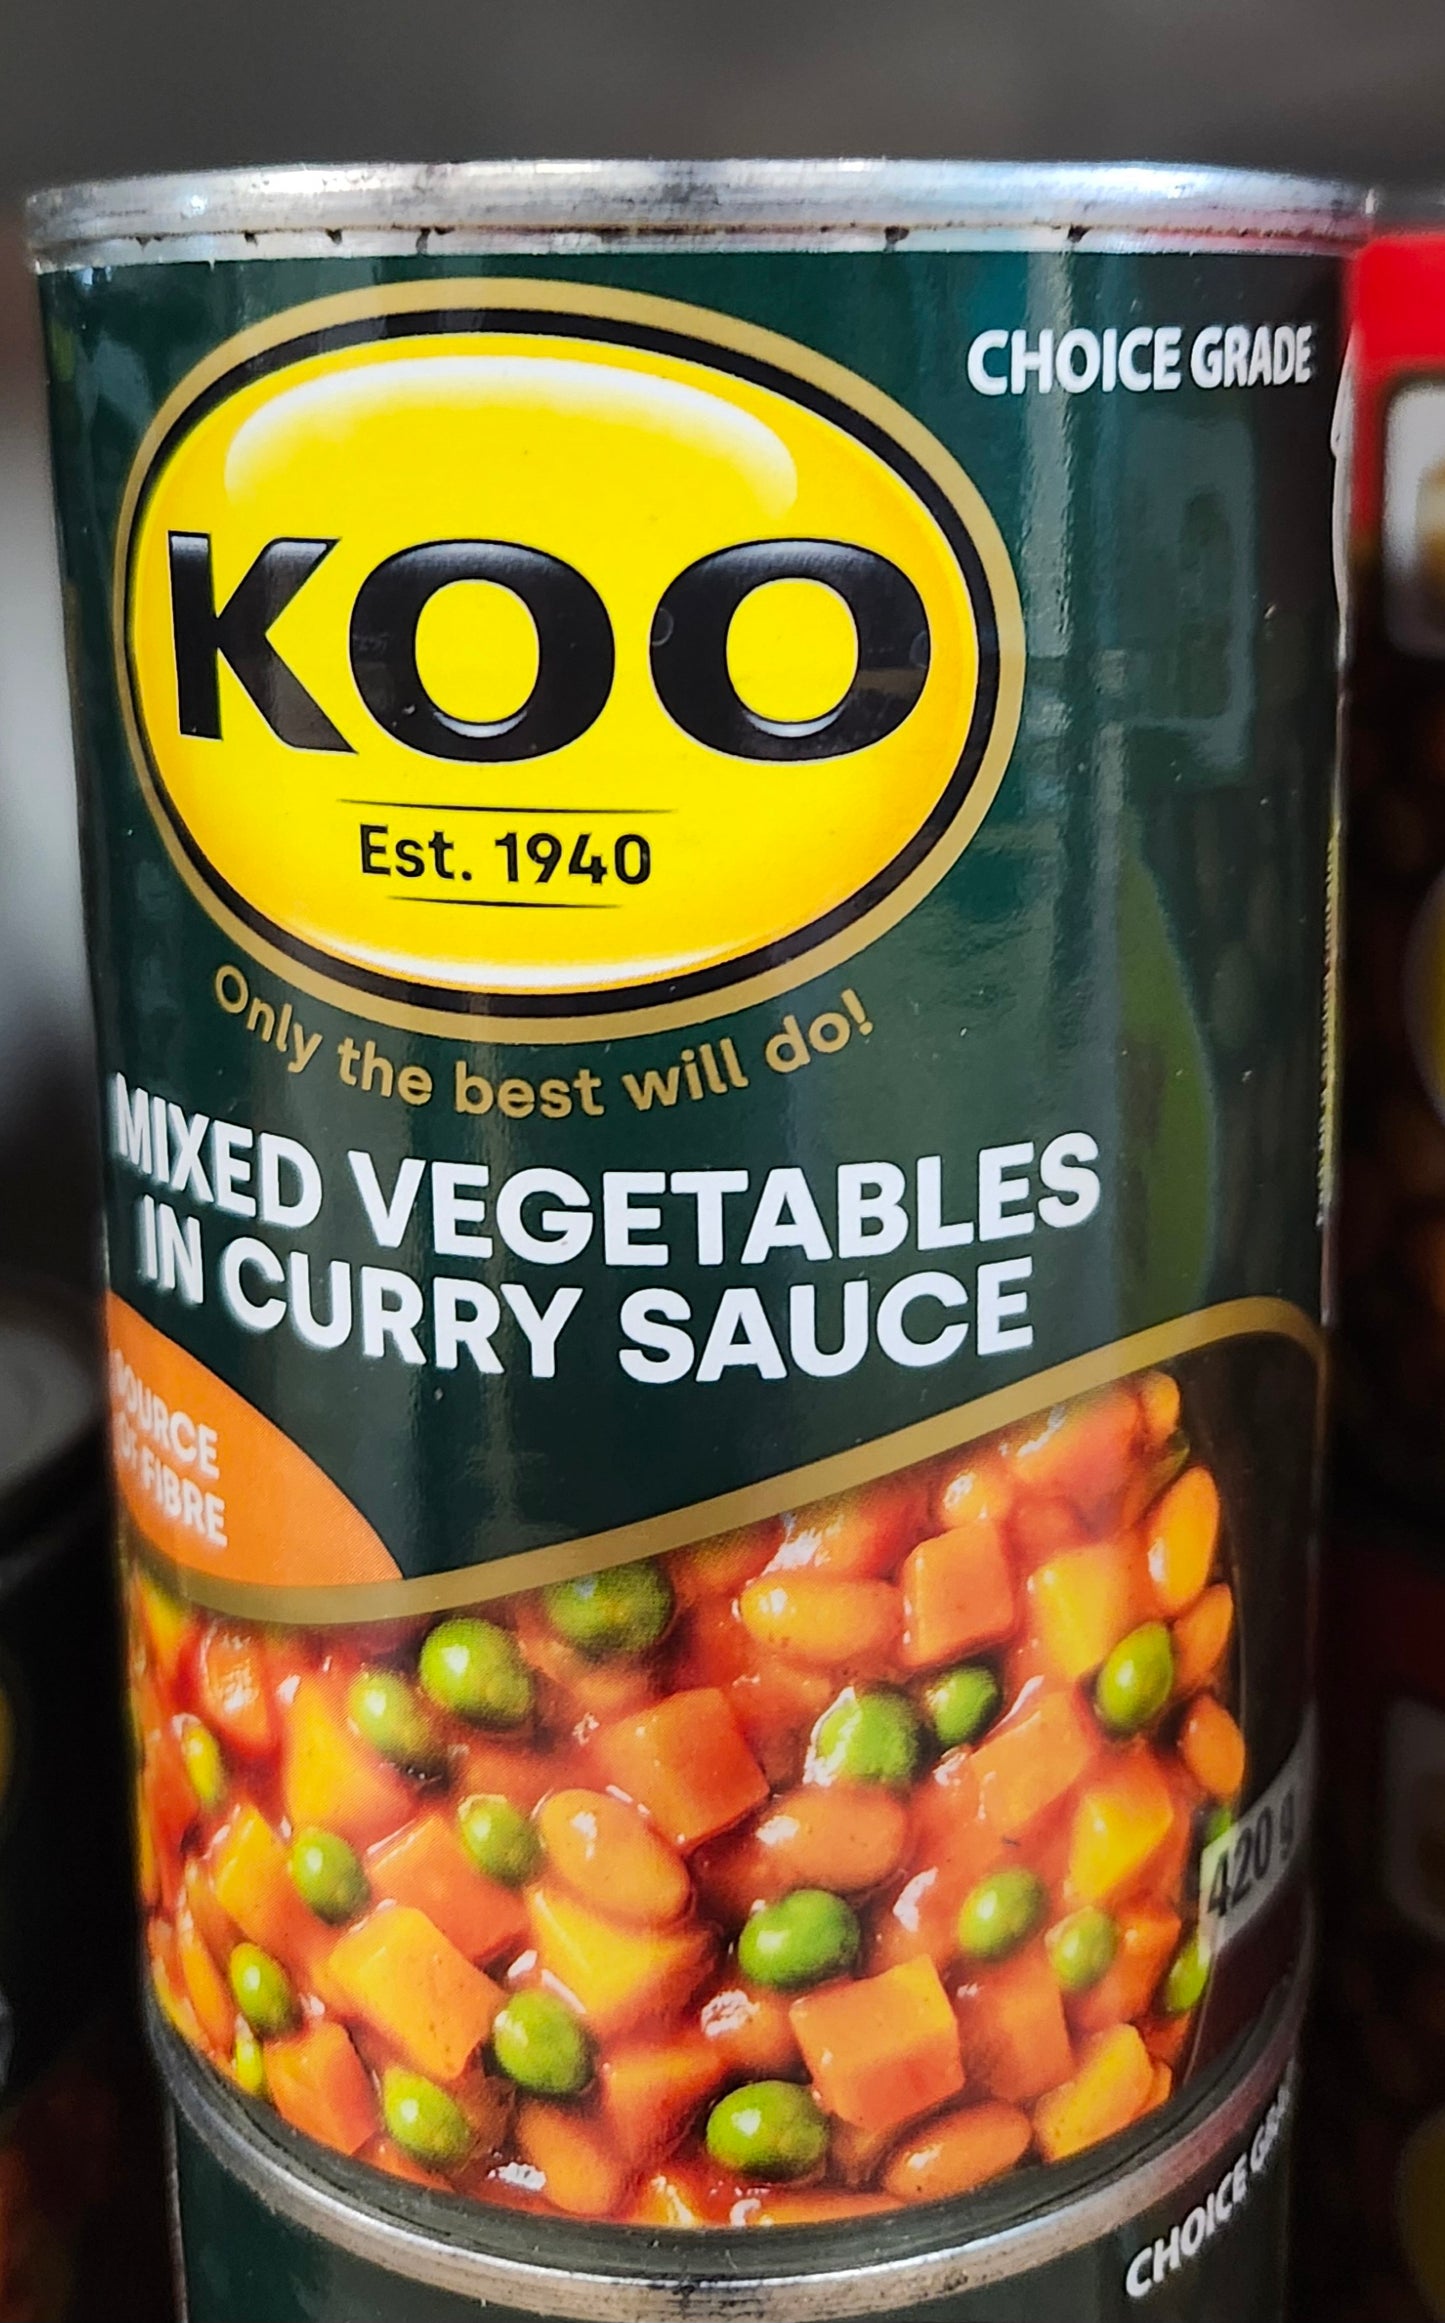 CHOICE GRADE
KOO
Est. 1940
Only the best will do!
MIXED VEGETABLES
IN CURRY SAUCE
SOURCE
OF FIBRE
420 g
CHOICE